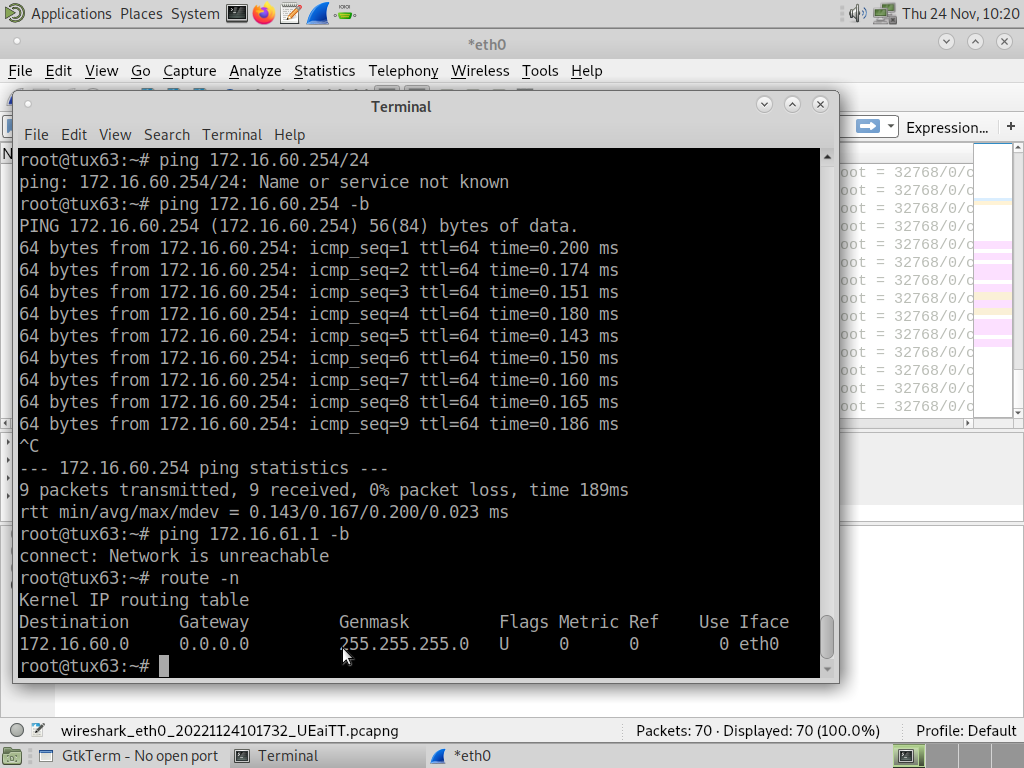 Applications Places System Thu 24 Nov, 10:20
*eth0
File Edit View Go Capture Analyze Statistics Telephony Wireless Tools Help
Terminal
Expression... +
File Edit View Search Terminal Help
N
root@tux63:~# ping 172.16.60.254/24
ping: 172.16.60.254/24: Name or service not known
root@tux63:~# ping 172.16.60.254 -b
PING 172.16.60.254 (172.16.60.254) 56(84) bytes of data.
64 bytes from 172.16.60.254: icmp_seq=1 ttl=64 time=0.200 ms
64 bytes from 172.16.60.254: icmp_seq=2 ttl=64 time=0.174 ms
64 bytes from 172.16.60.254: icmp_seq=3 ttl=64 time=0.151 ms
64 bytes from 172.16.60.254: icmp_seq=4 ttl=64 time=0.180 ms
64 bytes from 172.16.60.254: icmp_seq=5 ttl=64 time=0.143 ms
64 bytes from 172.16.60.254: icmp_seq=6 ttl=64 time=0.150 ms
64 bytes from 172.16.60.254: icmp_seq=7 ttl=64 time=0.160 ms
64 bytes from 172.16.60.254: icmp_seq=8 ttl=64 time=0.165 ms
64 bytes from 172.16.60.254: icmp_seq=9 ttl=64 time=0.186 ms
^C
--- 172.16.60.254 ping statistics ---
9 packets transmitted, 9 received, 0% packet loss, time 189ms
rtt min/avg/max/mdev = 0.143/0.167/0.200/0.023 ms
root@tux63:~# ping 172.16.61.1 -b
connect: Network is unreachable
root@tux63:~# route -n
Kernel IP routing table
Destination Gateway Genmask Flags Metric Ref Use Iface
172.16.60.0 0.0.0.0 255.255.255.0 U 0 0 0 eth0
root@tux63:~#
oot = 32768/0/c
oot = 32768/0/c
oot = 32768/0/c
oot = 32768/0/c
oot = 32768/0/c
oot = 32768/0/c
oot = 32768/0/c
oot = 32768/0/c
oot = 32768/0/c
oot = 32768/0/c
oot = 32768/0/c
oot = 32768/0/c
oot = 32768/0/c
oot = 32768/0/c
wireshark_eth0_20221124101732_UEaiTT.pcapng Packets: 70 · Displayed: 70 (100.0%) Profile: Default
GtkTerm - No open port Terminal *eth0